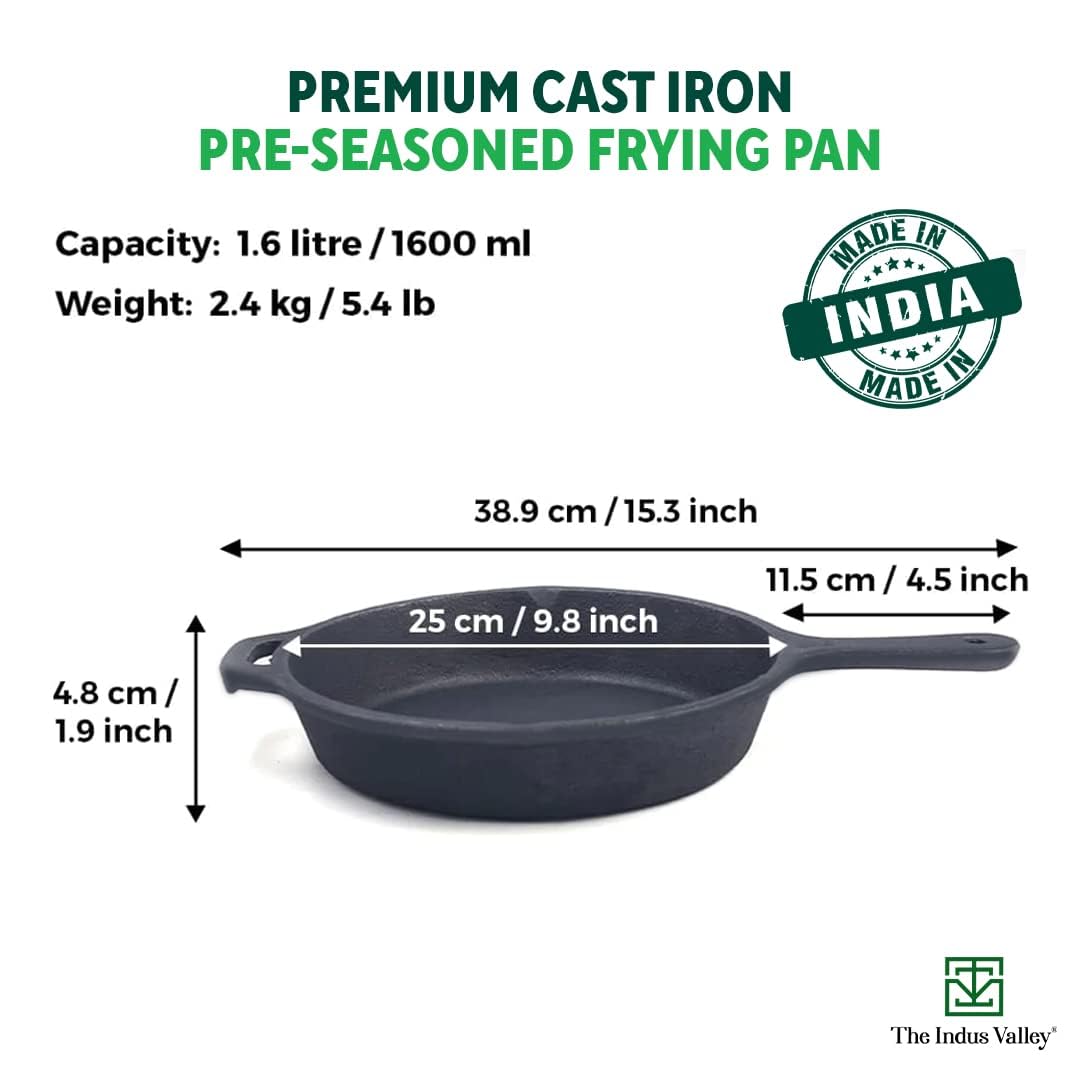 PREMIUM CAST IRON
PRE-SEASONED FRYING PAN
Capacity: 1.6 litre / 1600 ml
Weight: 2.4 kg / 5.4 lb
MADE IN
INDIA
MADE IN
38.9 cm / 15.3 inch
11.5 cm / 4.5 inch
25 cm / 9.8 inch
4.8 cm /
1.9 inch
The Indus Valley®